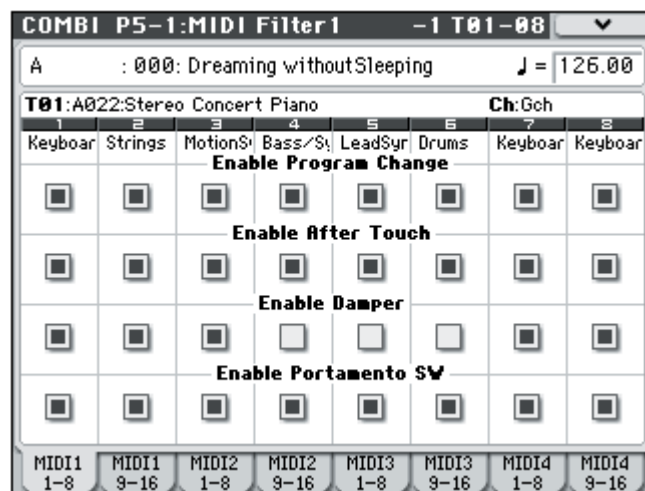 COMBI P5-1:MIDI Filter1 -1 T01-08
A : 000: Dreaming withoutSleeping ♩ = 126.00
T01:A022:Stereo Concert Piano Ch:Gch
1 2 3 4 5 6 7 8
Keyboar Strings MotionS Bass/Sy LeadSyr Drums Keyboar Keyboar
Enable Program Change
Enable After Touch
Enable Damper
Enable Portamento SW
MIDI1 MIDI1 MIDI2 MIDI2 MIDI3 MIDI3 MIDI4 MIDI4
1-8 9-16 1-8 9-16 1-8 9-16 1-8 9-16